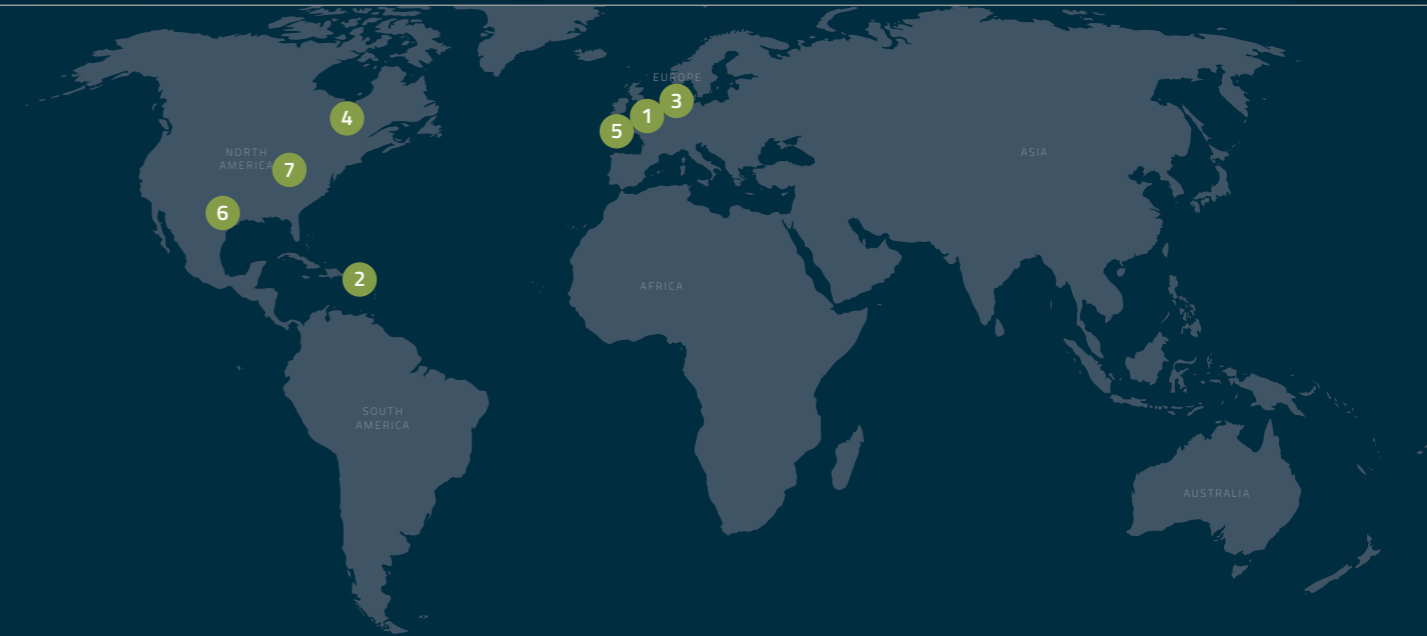 EUROPE
3
1
4
5
NORTH
AMERICA
7
ASIA
6
2
AFRICA
SOUTH
AMERICA
AUSTRALIA